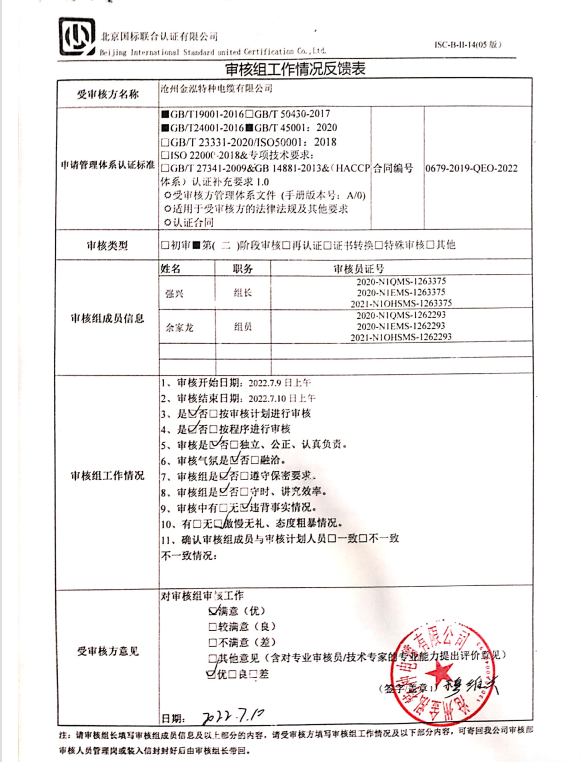 北京国标联合认证有限公司
Beijing International Standard united Certification Co.,Ltd.
ISC-B-II-14(05 版)
审核组工作情况反馈表
受审核方名称
沧州金泓特种电缆有限公司
申请管理体系认证标准
■GB/T19001-2016□GB/T 50430-2017
■GB/T24001-2016■GB/T 45001：2020
□GB/T 23331-2020/ISO50001：2018
□ISO 22000-2018&专项技术要求：
□GB/T 27341-2009&GB 14881-2013&（HACCP
体系）认证补充要求 1.0
○受审核方管理体系文件（手册版本号：A/0)
○适用于受审核方的法律法规及其他要求
○认证合同
合同编号
0679-2019-QEO-2022
审核类型
□初审■第(二)阶段审核□再认证□证书转换□特殊审核□其他
审核组成员信息
姓名 职务 审核员证号
强兴 组长
2020-N1QMS-1263375
2020-N1EMS-1263375
2021-N1OHSMS-1263375
余家龙 组员
2020-N1QMS-1262293
2020-N1EMS-1262293
2021-N1OHSMS-1262293
审核组工作情况
1、审核开始日期：2022.7.9 日上午
2、审核结束日期：2022.7.10 日上午
3、是☑否□按审核计划进行审核
4、是☑否□按程序进行审核
5、审核是☑否□独立、公正、认真负责。
6、审核气氛是☑否□融洽。
7、审核组是☑否□遵守保密要求。
8、审核组是☑否□守时、讲究效率。
9、审核中有□无☑违背事实情况。
10、有□无☑傲慢无礼、态度粗暴情况。
11、确认审核组成员与审核计划人员□一致□不一致
不一致情况：
受审核方意见
对审核组审核工作
☑满意（优）
□较满意（良）
□不满意（差）
□其他意见（含对专业审核员/技术专家的专业能力提出评价意见）
☑优□良□差
(签字盖章)：
日期： 2022.7.10
沧州金泓特种电缆有限公司
注：请审核组长填写审核组成员信息及以上部分的内容，请受审核方填写审核组工作情况及以下部分内容，可寄回我公司审核部
审核人员管理岗或装入信封封好后由审核组长带回。